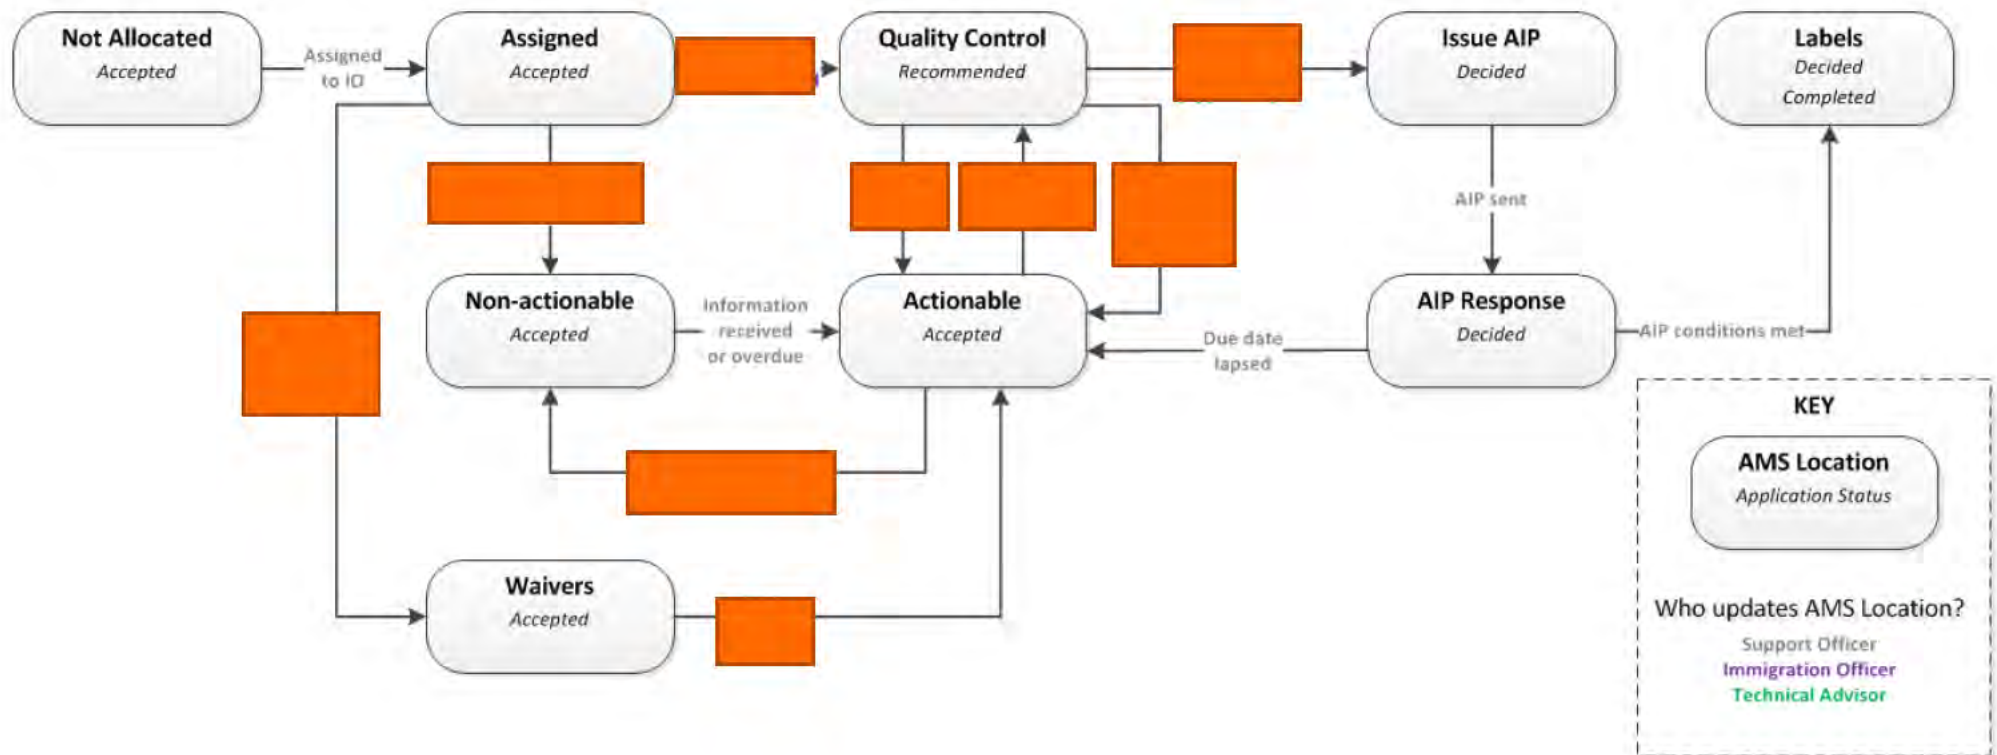 Not Allocated
Accepted
Assigned
to IO
Assigned
Accepted
Quality Control
Recommended
Issue AIP
Decided
Labels
Decided
Completed
AIP sent
Non-actionable
Accepted
Information
received
or overdue
Actionable
Accepted
Due date
lapsed
AIP Response
Decided
AIP conditions met
Waivers
Accepted
KEY
AMS Location
Application Status
Who updates AMS Location?
Support Officer
Immigration Officer
Technical Advisor